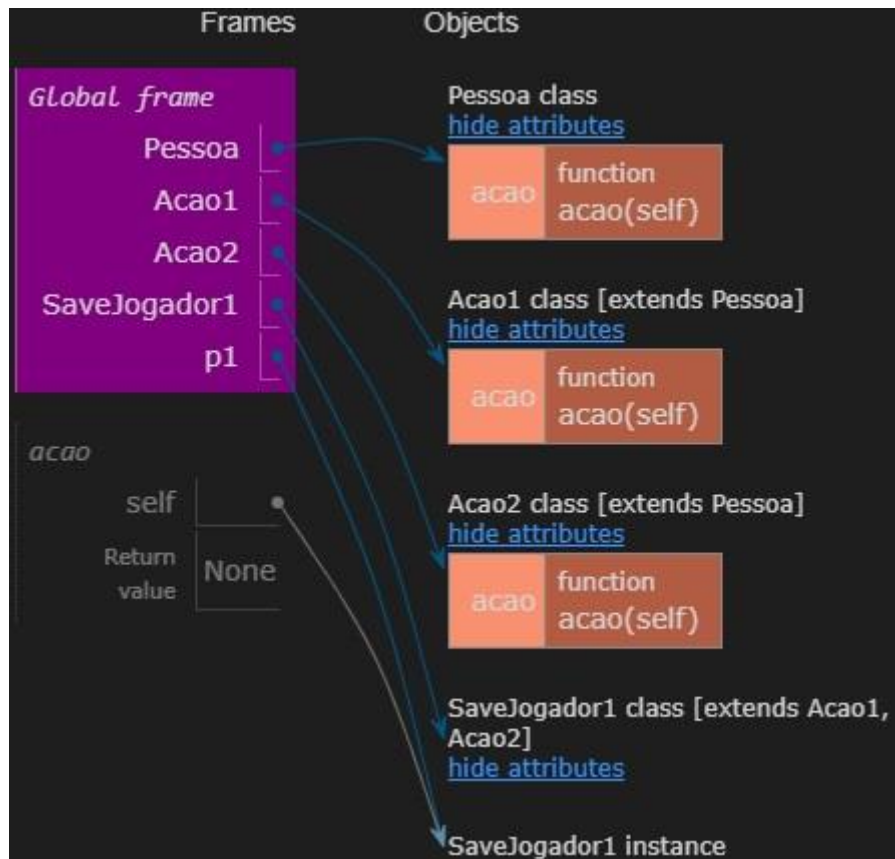 Frames
Objects
Global frame
Pessoa
Acao1
Acao2
SaveJogador1
p1
acao
self
Return
value
None
Pessoa class
hide attributes
acao
function
acao(self)
Acao1 class [extends Pessoa]
hide attributes
acao
function
acao(self)
Acao2 class [extends Pessoa]
hide attributes
acao
function
acao(self)
SaveJogador1 class [extends Acao1,
Acao2]
hide attributes
SaveJogador1 instance